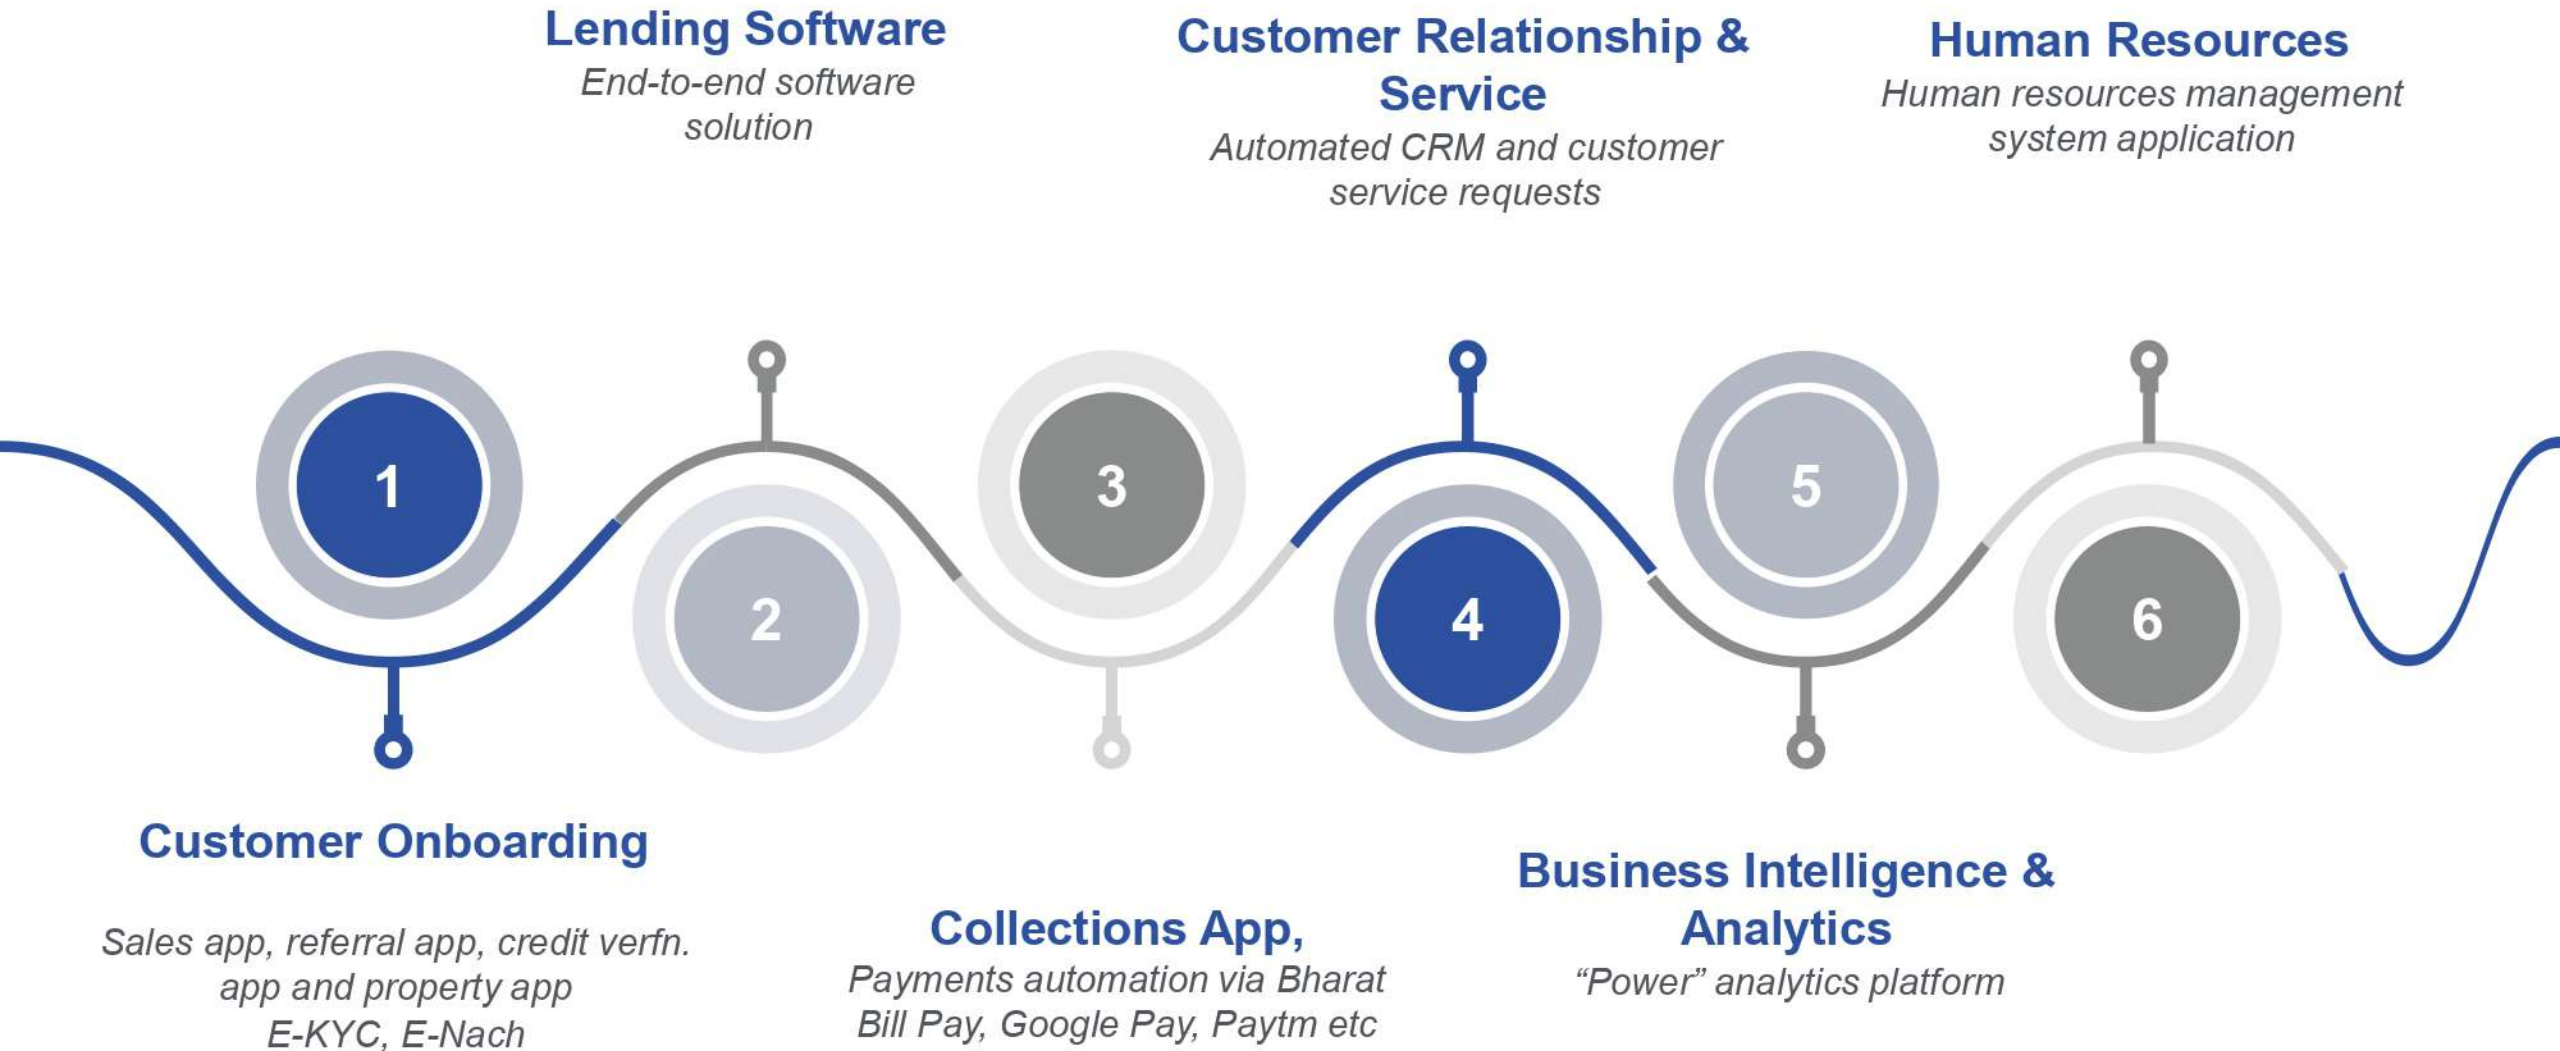 Lending Software
End-to-end software
solution
Customer Relationship &
Service
Automated CRM and customer
service requests
Human Resources
Human resources management
system application
1
2
3
4
5
6
Customer Onboarding
Sales app, referral app, credit verfn.
app and property app
E-KYC, E-Nach
Collections App,
Payments automation via Bharat
Bill Pay, Google Pay, Paytm etc
Business Intelligence &
Analytics
“Power” analytics platform